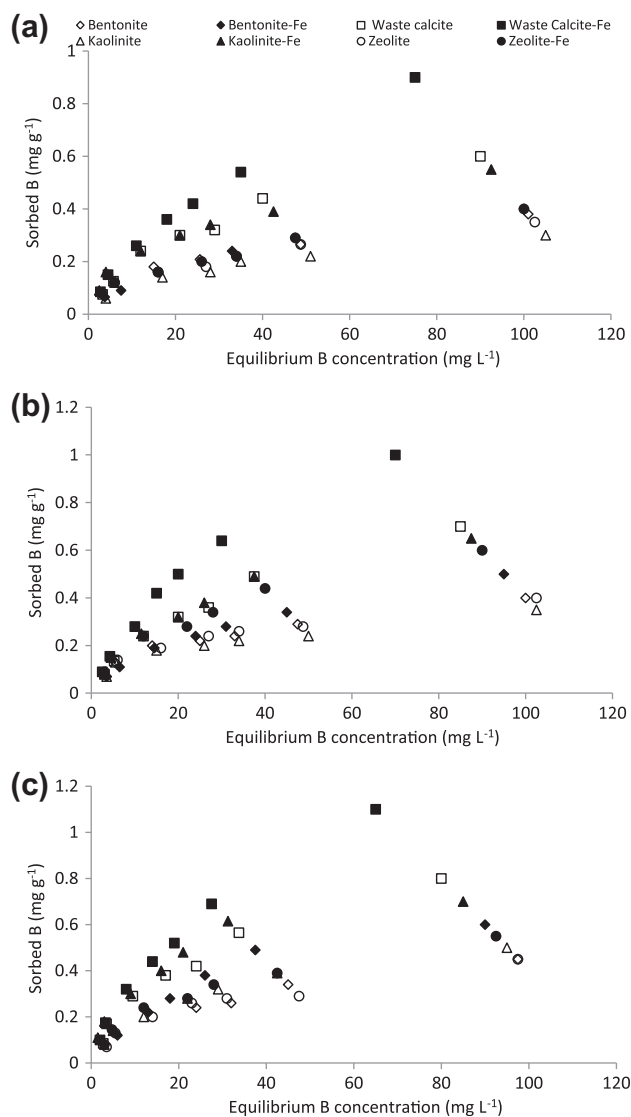 (a)
Bentonite Bentonite-Fe Waste calcite Waste Calcite-Fe
Kaolinite Kaolinite-Fe Zeolite Zeolite-Fe
1
0.8
0.6
0.4
0.2
0
Sorbed B (mg g-1)
0 20 40 60 80 100 120
Equilibrium B concentration (mg L-1)
(b)
1.2
1
0.8
0.6
0.4
0.2
0
Sorbed B (mg g-1)
0 20 40 60 80 100 120
Equilibrium B concentration (mg L-1)
(c)
1.2
1
0.8
0.6
0.4
0.2
0
Sorbed B (mg g-1)
0 20 40 60 80 100 120
Equilibrium B concentration (mg L-1)